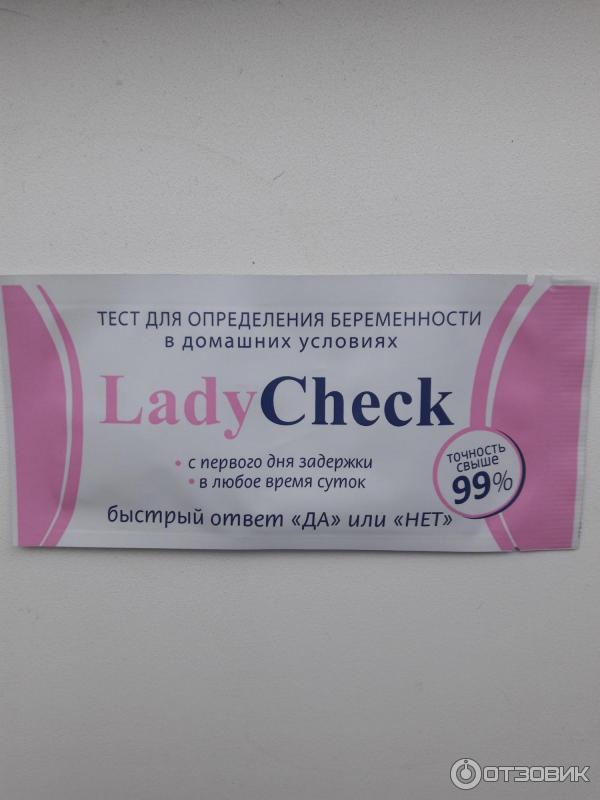 ТЕСТ ДЛЯ ОПРЕДЕЛЕНИЯ БЕРЕМЕННОСТИ
в домашних условиях
LadyCheck
• с первого дня задержки
• в любое время суток
точность
свыше
99%
быстрый ответ «ДА» или «НЕТ»
ОТЗОВИК